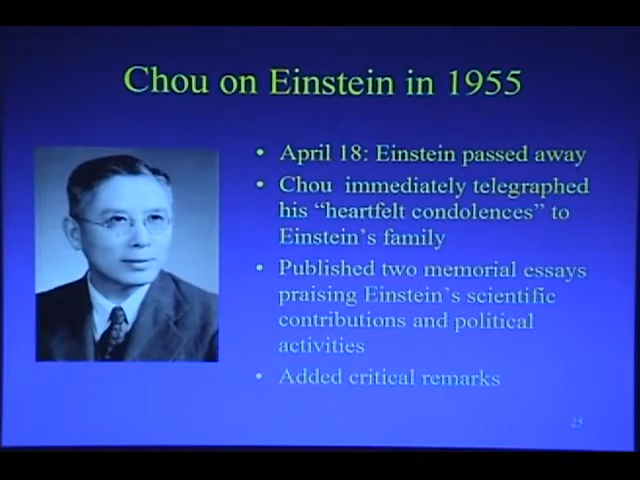 Chou on Einstein in 1955
• April 18: Einstein passed away
• Chou immediately telegraphed
his “heartfelt condolences” to
Einstein’s family
• Published two memorial essays
praising Einstein’s scientific
contributions and political
activities
• Added critical remarks
25